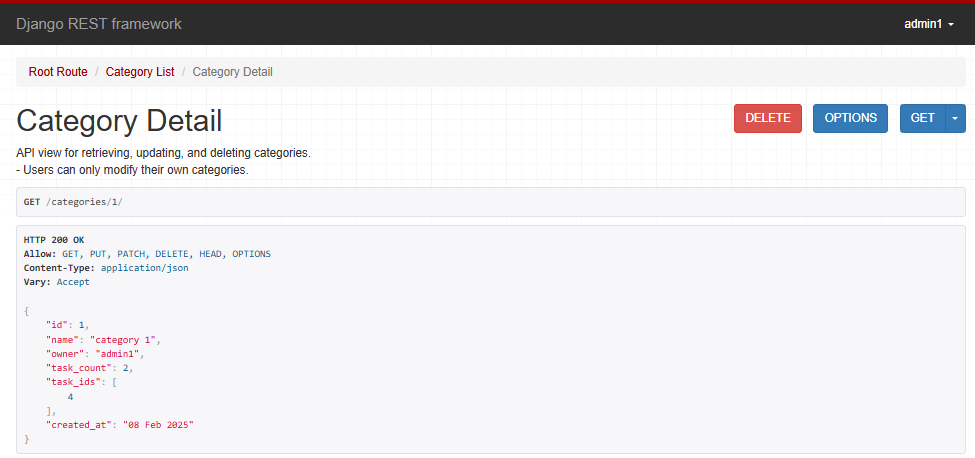 Django REST framework
admin1
Root Route / Category List / Category Detail
Category Detail
DELETE
OPTIONS
GET
API view for retrieving, updating, and deleting categories.
- Users can only modify their own categories.
GET /categories/1/
HTTP 200 OK
Allow: GET, PUT, PATCH, DELETE, HEAD, OPTIONS
Content-Type: application/json
Vary: Accept
{
    "id": 1,
    "name": "category 1",
    "owner": "admin1",
    "task_count": 2,
    "task_ids": [
        4
    ],
    "created_at": "08 Feb 2025"
}